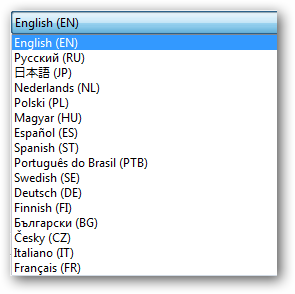 English (EN)
English (EN)
Русский (RU)
日本語 (JP)
Nederlands (NL)
Polski (PL)
Magyar (HU)
Español (ES)
Spanish (ST)
Português do Brasil (PTB)
Swedish (SE)
Deutsch (DE)
Finnish (FI)
Български (BG)
Česky (CZ)
Italiano (IT)
Français (FR)